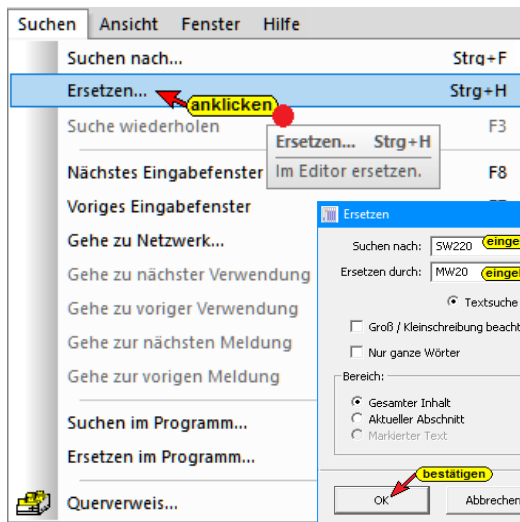 Suchen Ansicht Fenster Hilfe
Suchen nach... Strg+F
Ersetzen... Strg+H
anklicken
Suche wiederholen F3
Ersetzen... Strg+H
Im Editor ersetzen.
Nächstes Eingabefenster F8
Voriges Eingabefenster
Gehe zu Netzwerk...
Gehe zu nächster Verwendung
Gehe zu voriger Verwendung
Gehe zur nächsten Meldung
Gehe zur vorigen Meldung
Suchen im Programm...
Ersetzen im Programm...
Querverweis...
Ersetzen
Suchen nach: SW220
Ersetzen durch: MW20
Textsuche
Groß / Kleinschreibung
Nur ganze Wörter
Bereich:
Gesamter Inhalt
Aktueller Abschnitt
Markierter Text
bestätigen
OK Abbrechen